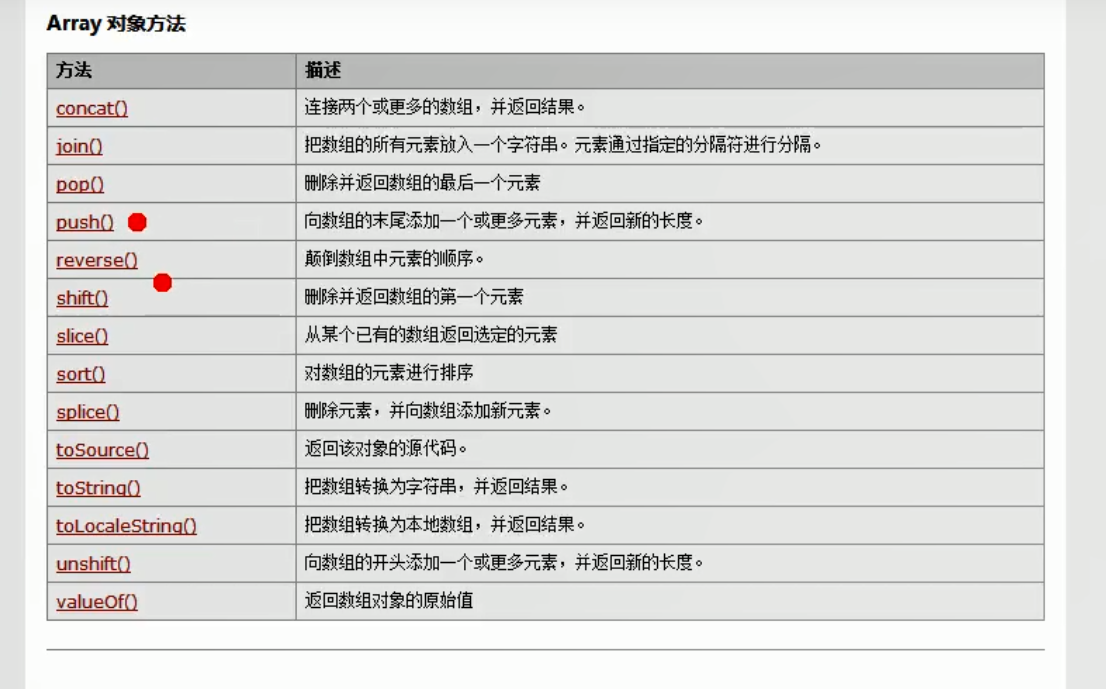 Array 对象方法
方法 描述
concat() 连接两个或更多的数组，并返回结果。
join() 把数组的所有元素放入一个字符串。元素通过指定的分隔符进行分隔。
pop() 删除并返回数组的最后一个元素
push() 向数组的末尾添加一个或更多元素，并返回新的长度。
reverse() 颠倒数组中元素的顺序。
shift() 删除并返回数组的第一个元素
slice() 从某个已有的数组返回选定的元素
sort() 对数组的元素进行排序
splice() 删除元素，并向数组添加新元素。
toSource() 返回该对象的源代码。
toString() 把数组转换为字符串，并返回结果。
toLocaleString() 把数组转换为本地数组，并返回结果。
unshift() 向数组的开头添加一个或更多元素，并返回新的长度。
valueOf() 返回数组对象的原始值